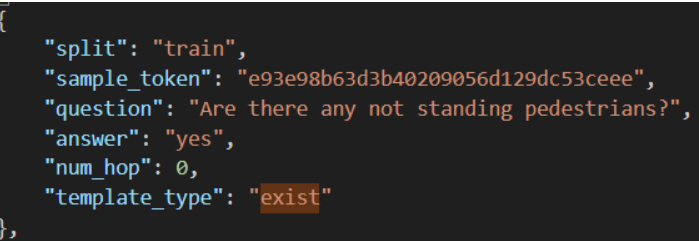 {
"split": "train",
"sample_token": "e93e98b63d3b40209056d129dc53ceee",
"question": "Are there any not standing pedestrians?",
"answer": "yes",
"num_hop": 0,
"template_type": "exist"
},